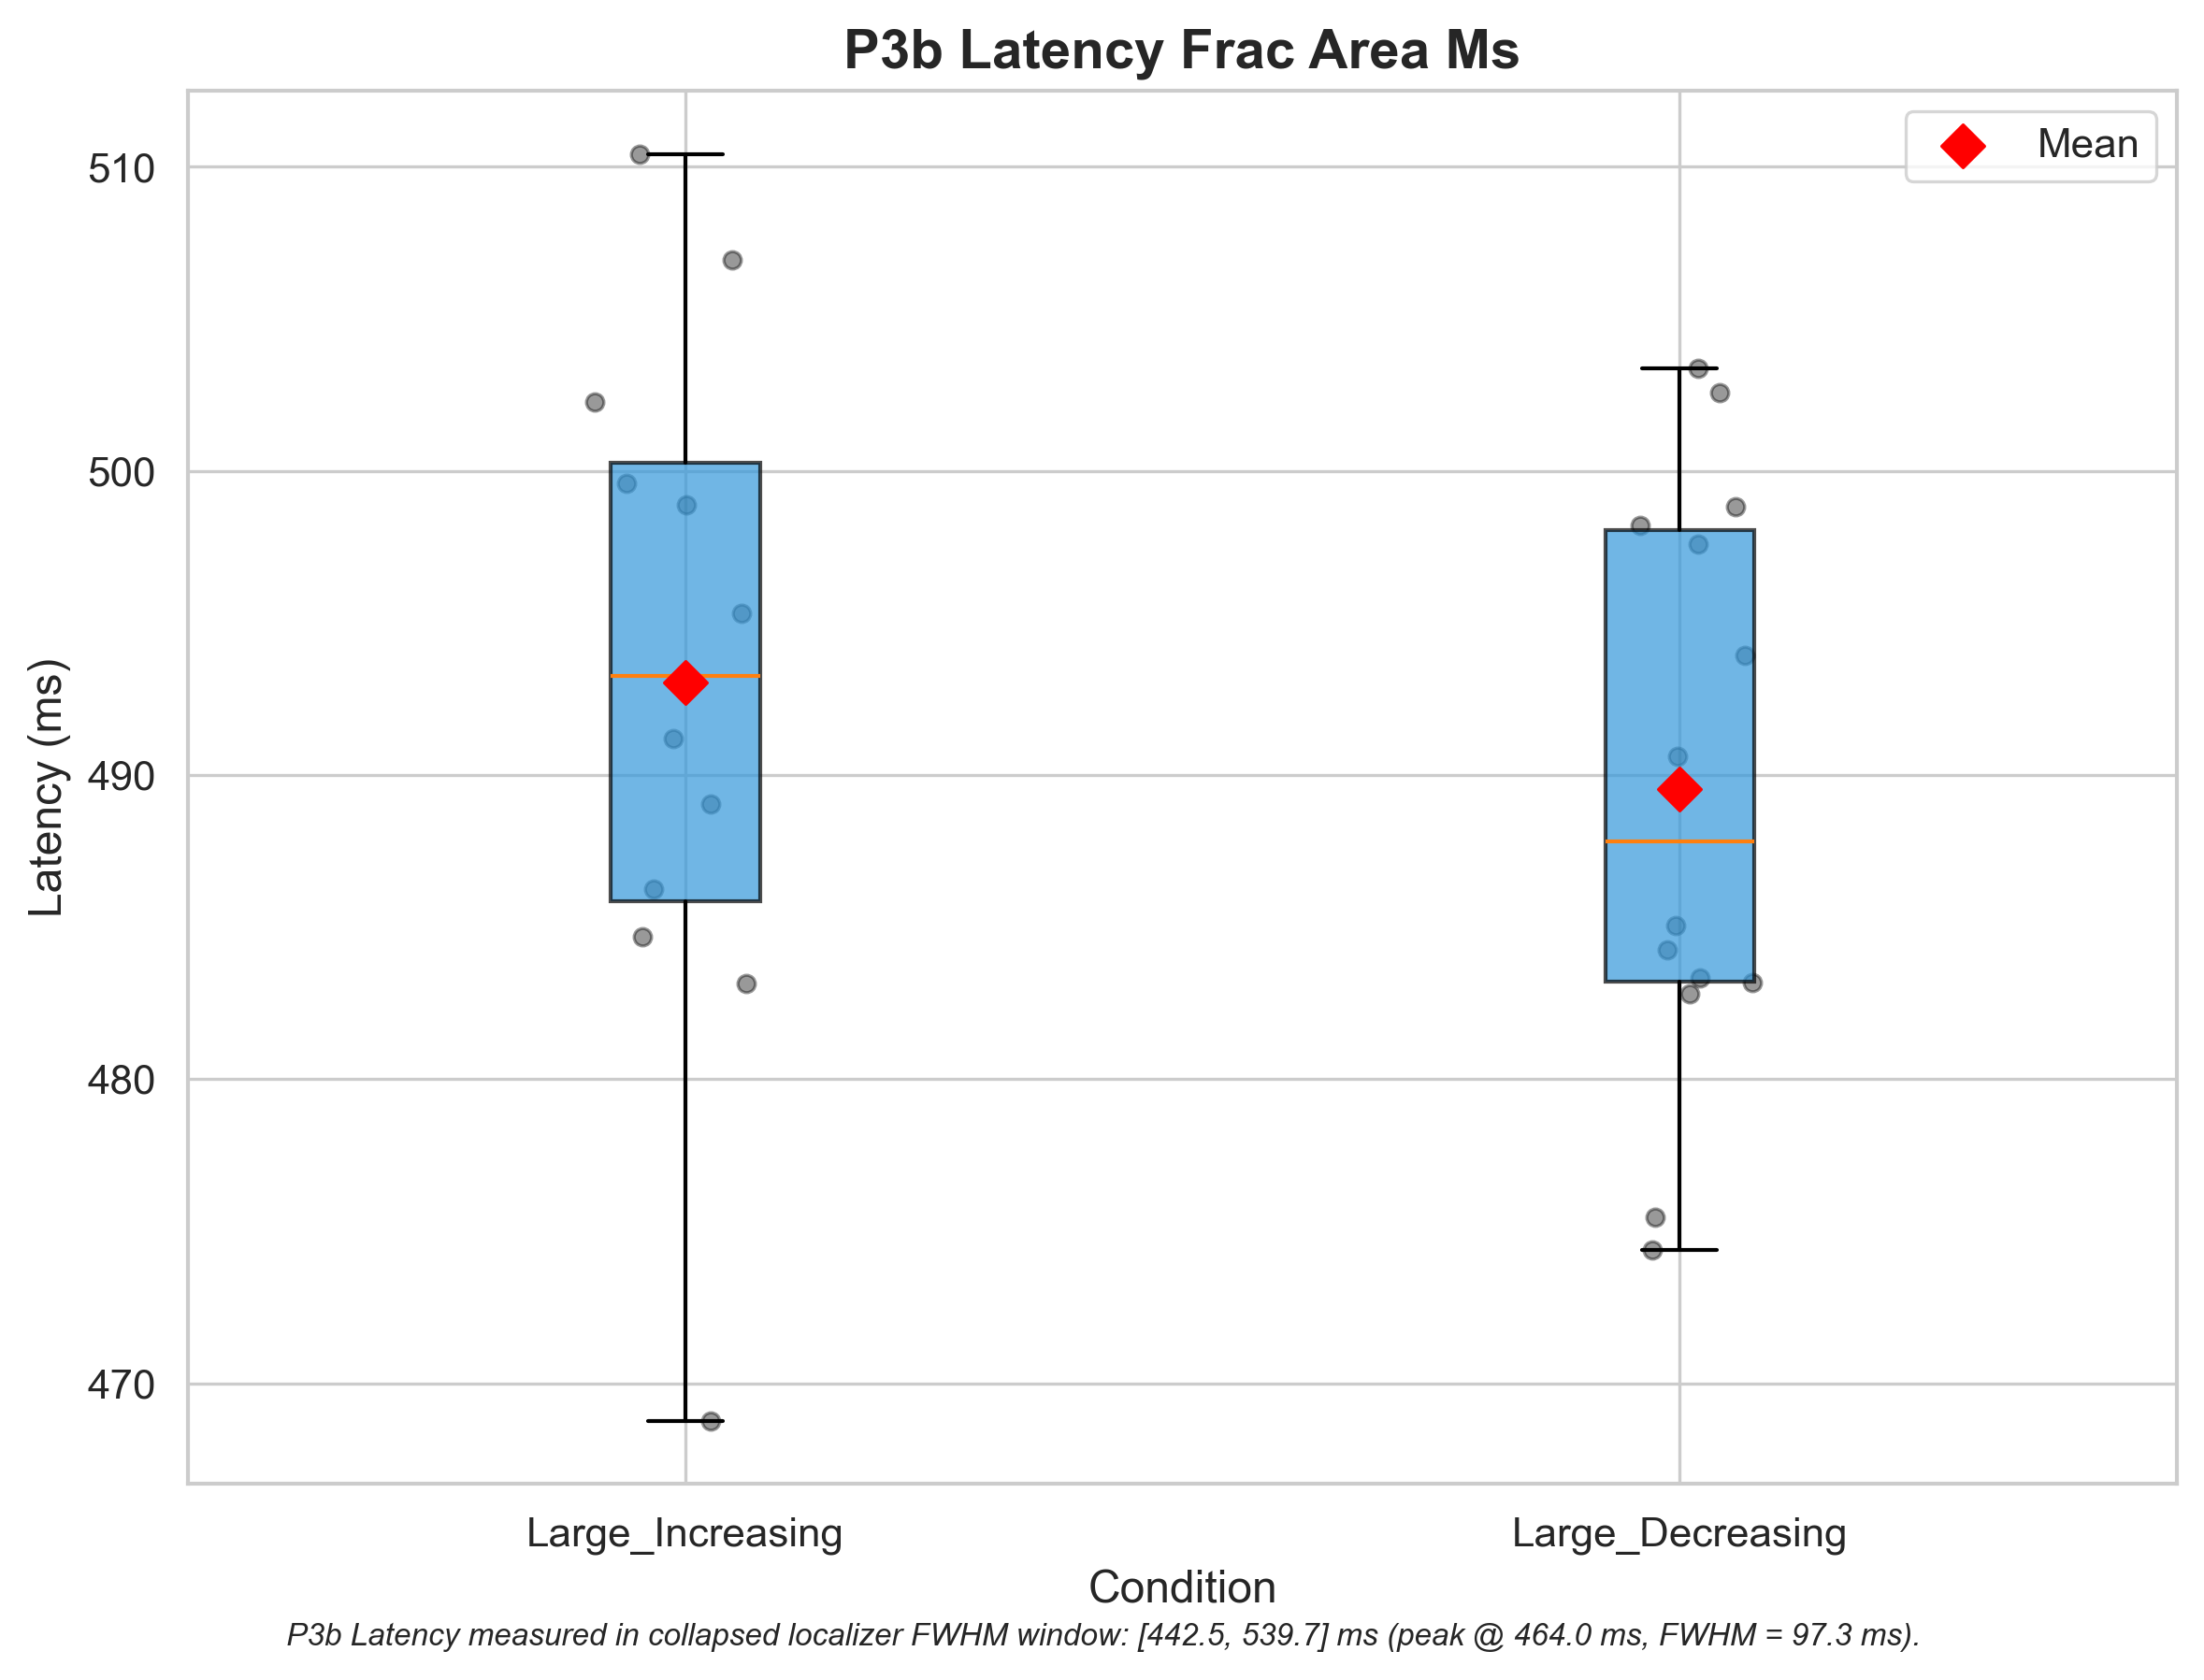 P3b Latency Frac Area Ms
Mean
510
500
490
480
470
Latency (ms)
Large_Increasing
Large_Decreasing
Condition
P3b Latency measured in collapsed localizer FWHM window: [442.5, 539.7] ms (peak @ 464.0 ms, FWHM = 97.3 ms).